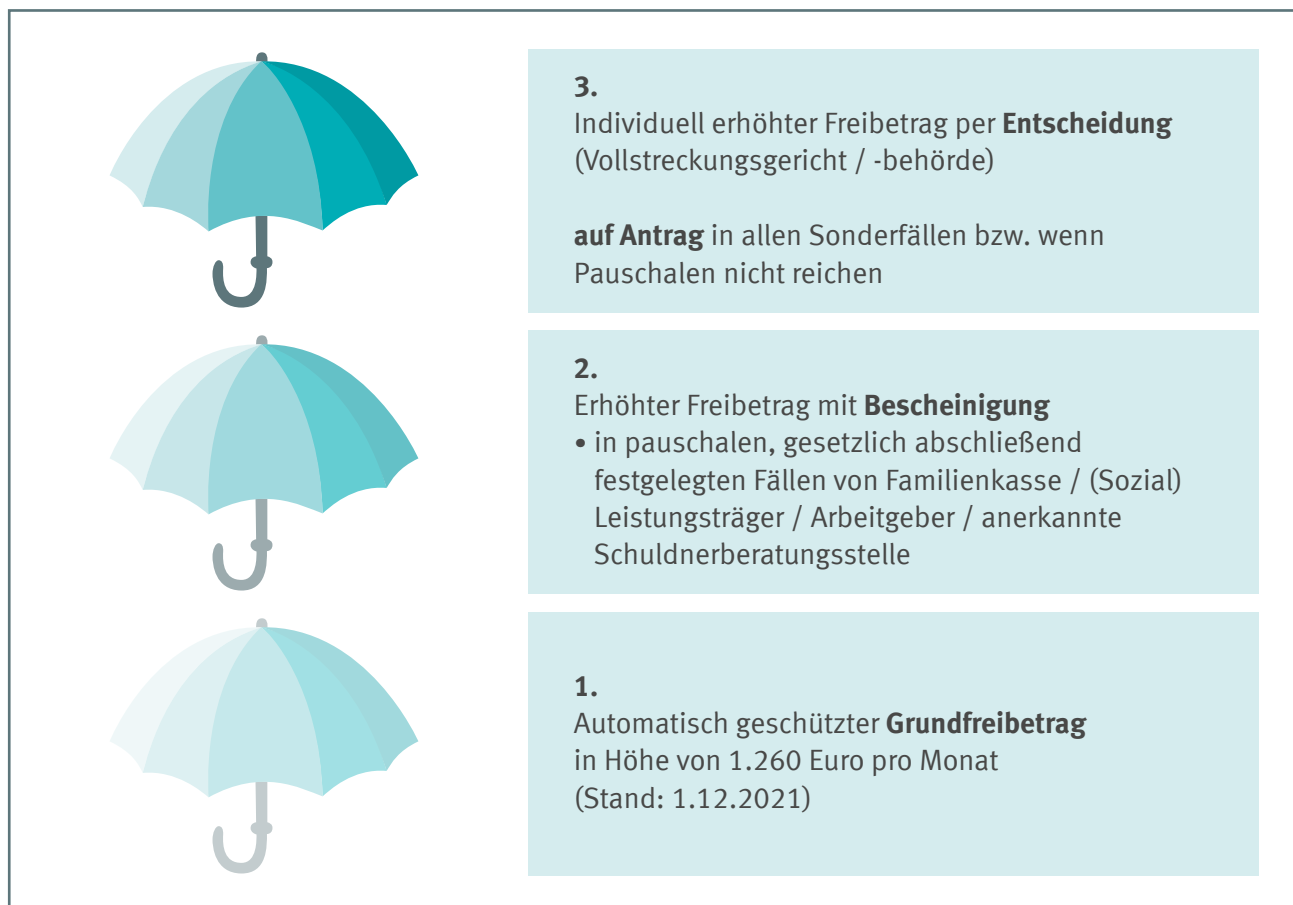 3.
Individuell erhöhter Freibetrag per Entscheidung
(Vollstreckungsgericht / -behörde)
auf Antrag in allen Sonderfällen bzw. wenn
Pauschalen nicht reichen
2.
Erhöhter Freibetrag mit Bescheinigung
• in pauschalen, gesetzlich abschließend
festgelegten Fällen von Familienkasse / (Sozial)
Leistungsträger / Arbeitgeber / anerkannte
Schuldnerberatungsstelle
1.
Automatisch geschützter Grundfreibetrag
in Höhe von 1.260 Euro pro Monat
(Stand: 1.12.2021)